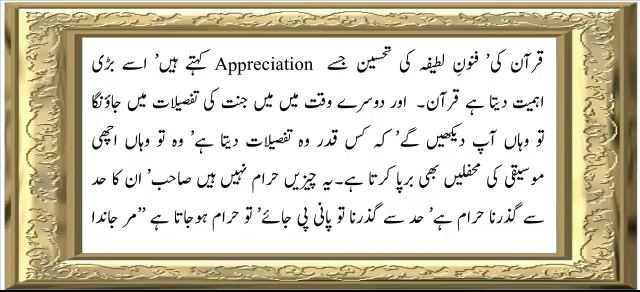 قرآن کی’ فنونِ لطیفہ کی تحسین جسے Appreciation کہتے ہیں’ اسے بڑی
اہمیت دیتا ہے قرآن۔ اور دوسرے وقت میں میں جنت کی تفصیلات میں جاؤنگا
تو وہاں آپ دیکھیں گے’ کہ کس قدر وہ تفصیلات دیتا ہے’ وہ تو وہاں اچھی
موسیقی کی محفلیں بھی برپا کرتا ہے۔یہ چیزیں حرام نہیں ہیں صاحب’ ان کا حد
سے گذرنا حرام ہے’ حد سے گذرنا تو پانی پی جائے’ تو حرام ہوجاتا ہے ’’مر جاندا